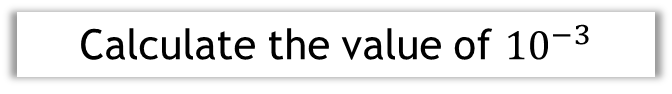 Calculate the value of 10⁻³